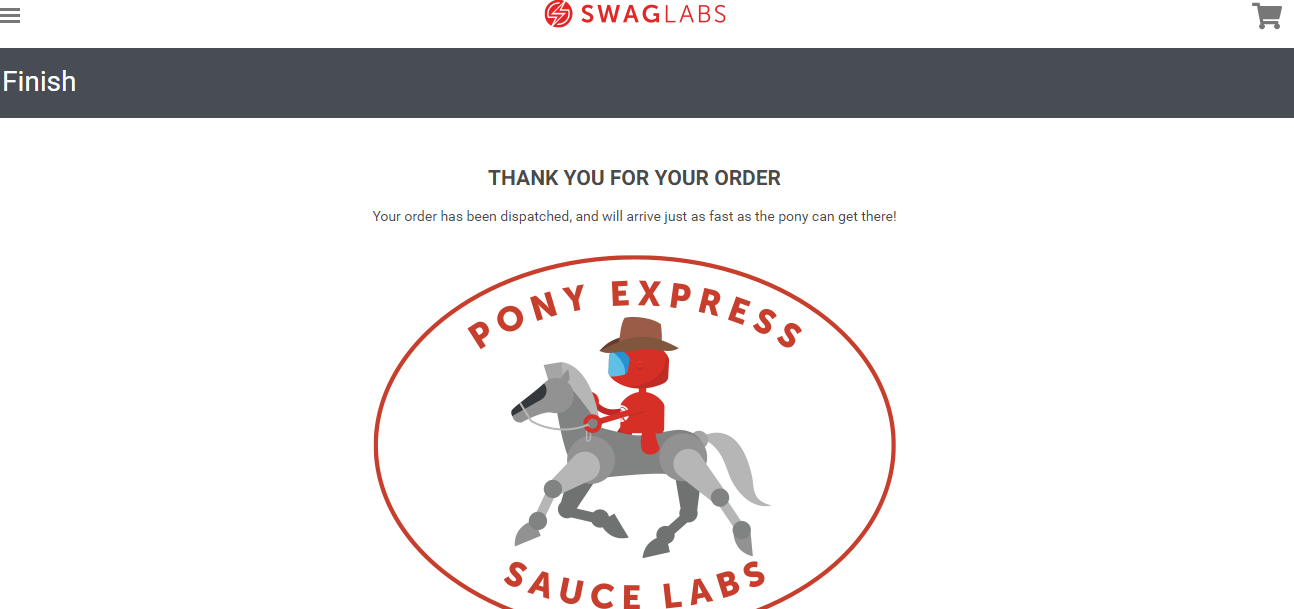 SWAGLABS
Finish
THANK YOU FOR YOUR ORDER
Your order has been dispatched, and will arrive just as fast as the pony can get there!
PONY EXPRESS
SAUCE LABS